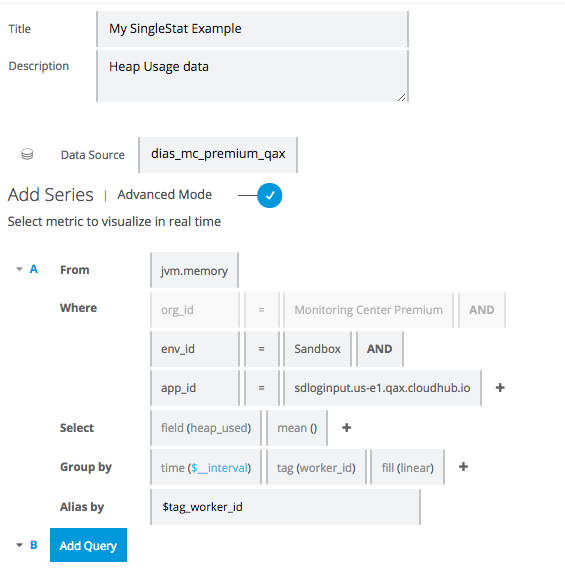 Title My SingleStat Example
Description Heap Usage data
Data Source dias_mc_premium_qax
Add Series | Advanced Mode
Select metric to visualize in real time
A From jvm.memory
Where org_id = Monitoring Center Premium AND
env_id = Sandbox AND
app_id = sdloginput.us-e1.qax.cloudhub.io +
Select field (heap_used) mean () +
Group by time ($__interval) tag (worker_id) fill (linear) +
Alias by $tag_worker_id
B Add Query